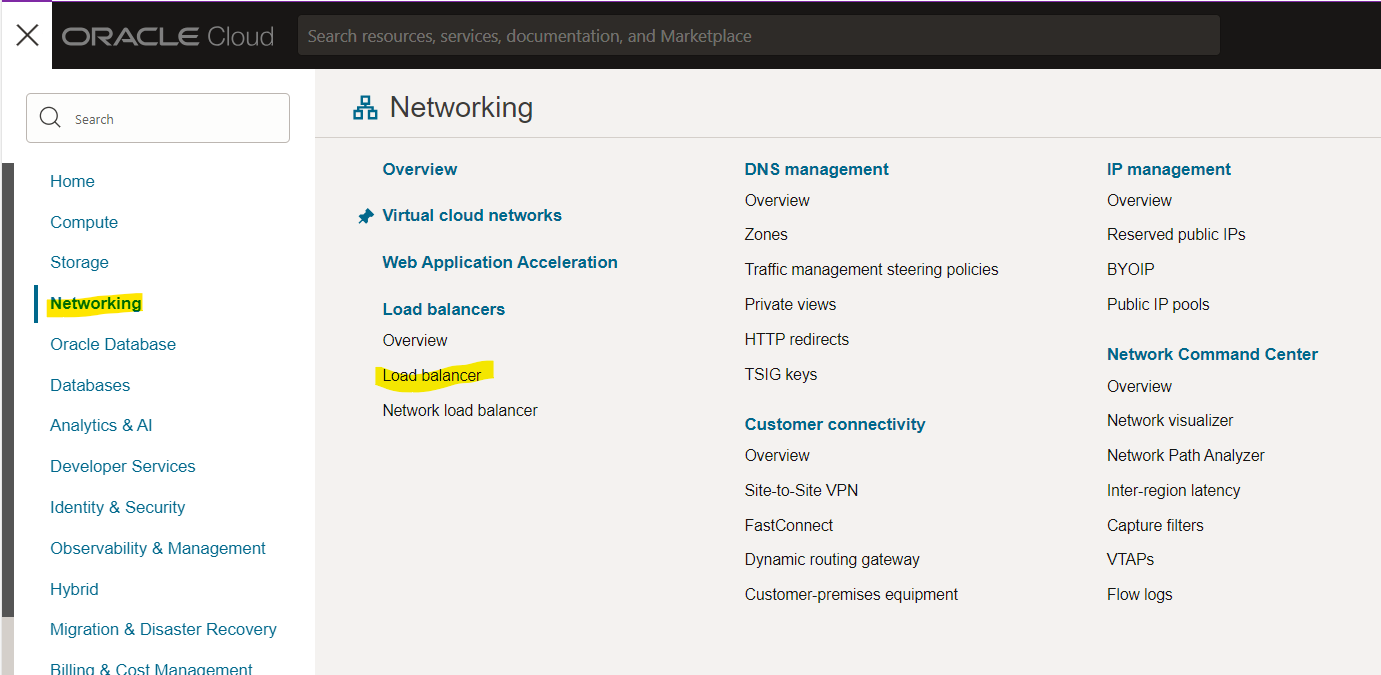 ORACLE Cloud
Search resources, services, documentation, and Marketplace
Search
Home
Compute
Storage
Networking
Oracle Database
Databases
Analytics & AI
Developer Services
Identity & Security
Observability & Management
Hybrid
Migration & Disaster Recovery
Billing & Cost Management
Networking
Overview
Virtual cloud networks
Web Application Acceleration
Load balancers
Overview
Load balancer
Network load balancer
DNS management
Overview
Zones
Traffic management steering policies
Private views
HTTP redirects
TSIG keys
Customer connectivity
Overview
Site-to-Site VPN
FastConnect
Dynamic routing gateway
Customer-premises equipment
IP management
Overview
Reserved public IPs
BYOIP
Public IP pools
Network Command Center
Overview
Network visualizer
Network Path Analyzer
Inter-region latency
Capture filters
VTAPs
Flow logs